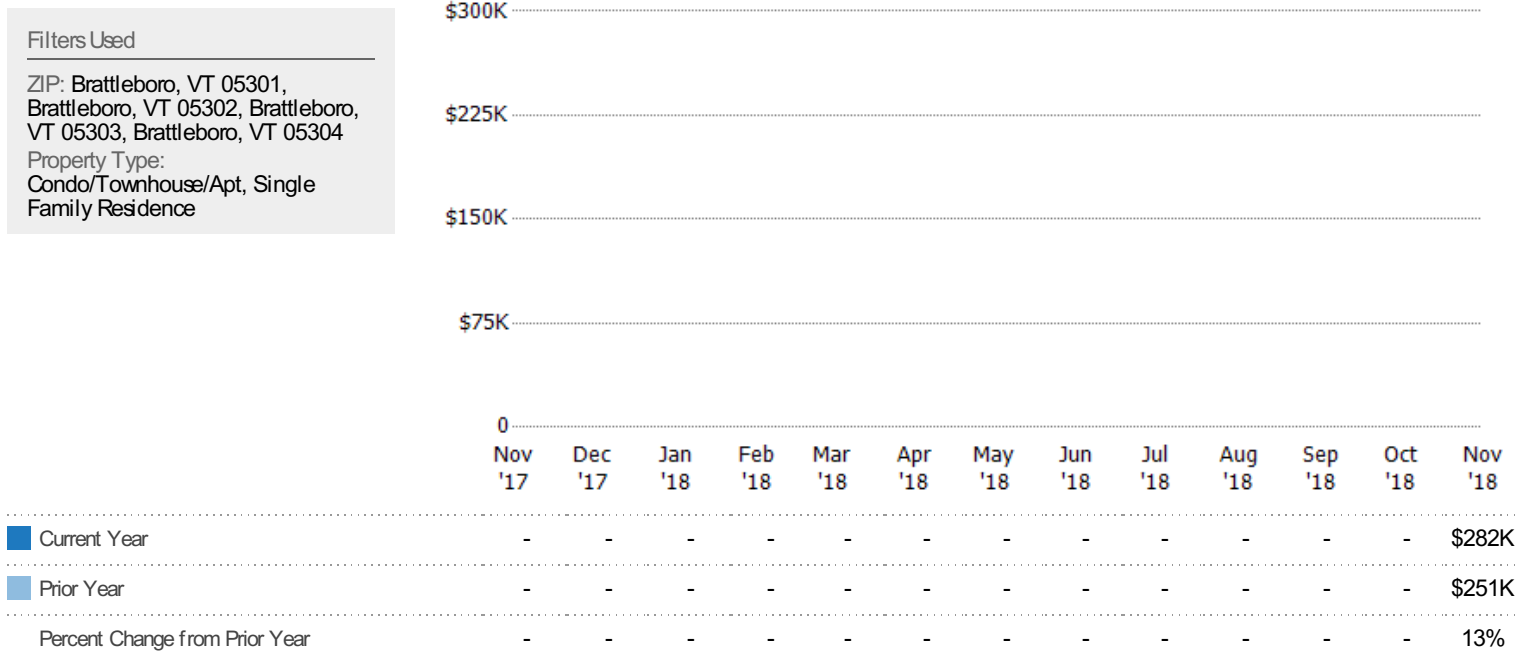 Filters Used
ZIP: Brattleboro, VT 05301,
Brattleboro, VT 05302, Brattleboro,
VT 05303, Brattleboro, VT 05304
Property Type:
Condo/Townhouse/Apt, Single
Family Residence
$300K
$225K
$150K
$75K
0
Nov Dec Jan Feb Mar Apr May Jun Jul Aug Sep Oct Nov
'17 '17 '18 '18 '18 '18 '18 '18 '18 '18 '18 '18 '18
Current Year - - - - - - - - - - - - $282K
Prior Year - - - - - - - - - - - - $251K
Percent Change from Prior Year - - - - - - - - - - - - 13%